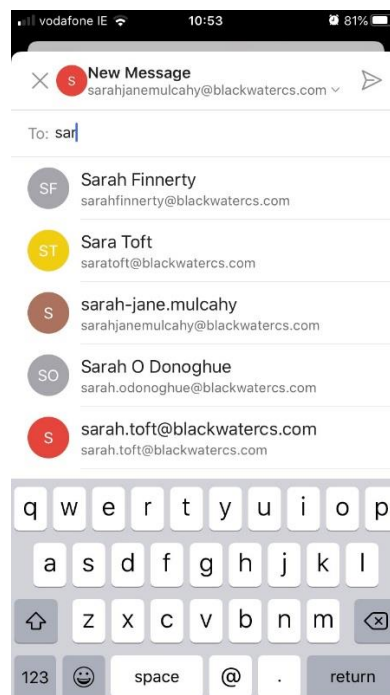 vodafone IE 10:53 81%
S New Message
sarahjanemulcahy@blackwatercs.com
To: sar
SF Sarah Finnerty
sarahfinnerty@blackwatercs.com
ST Sara Toft
saratoft@blackwatercs.com
S sarah-jane.mulcahy
sarahjanemulcahy@blackwatercs.com
SO Sarah O Donoghue
sarah.odonoghue@blackwatercs.com
S sarah.toft@blackwatercs.com
sarah.toft@blackwatercs.com
q w e r t y u i o p
a s d f g h j k l
z x c v b n m
123 space @ . return